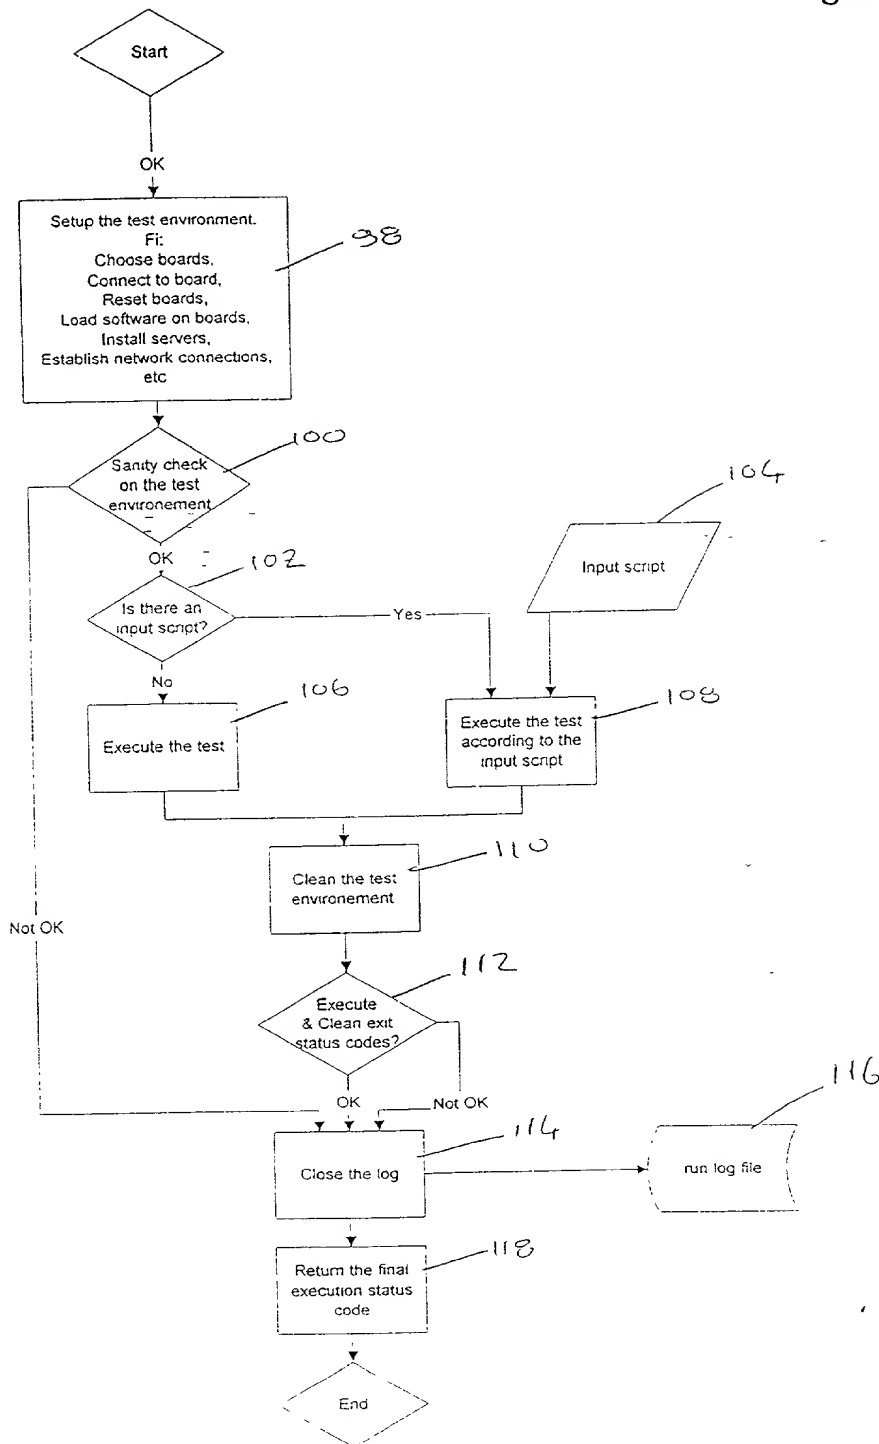 Start
OK
Setup the test environment.
Fi:
Choose boards,
Connect to board,
Reset boards,
Load software on boards,
Install servers,
Establish network connections,
etc
98
Sanity check
on the test
environement
100
OK
102
104
Input script
Is there an
input script?
Yes
No
106
Execute the test
108
Execute the test
according to the
input script
110
Clean the test
environement
Not OK
112
Execute
& Clean exit
status codes?
OK
Not OK
114
116
Close the log
run log file
118
Return the final
execution status
code
End